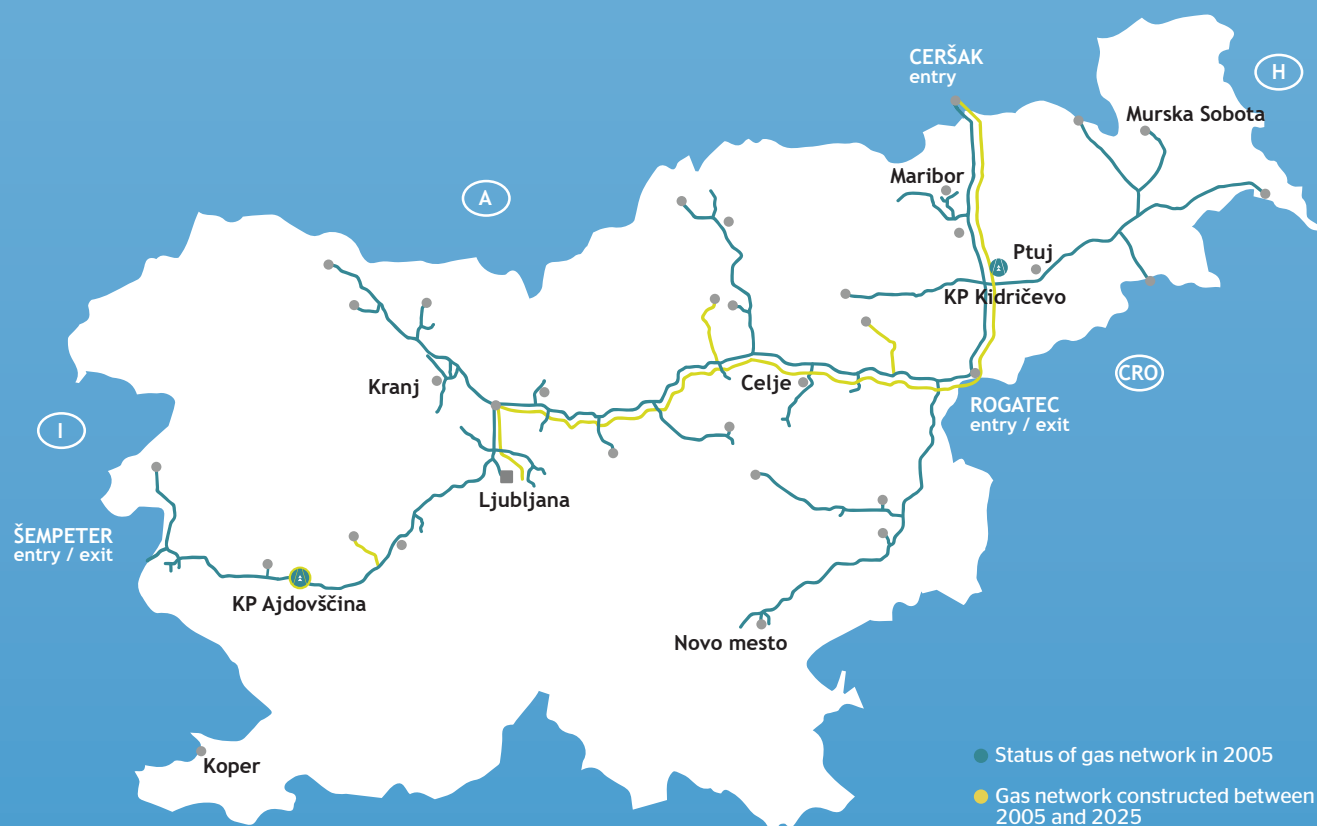 CERŠAK
entry
H
Murska Sobota
Maribor
A
Ptuj
KP Kidričevo
CRO
Kranj
Celje
ROGATEC
entry / exit
I
Ljubljana
ŠEMPETER
entry / exit
KP Ajdovščina
Novo mesto
Koper
Status of gas network in 2005
Gas network constructed between
2005 and 2025